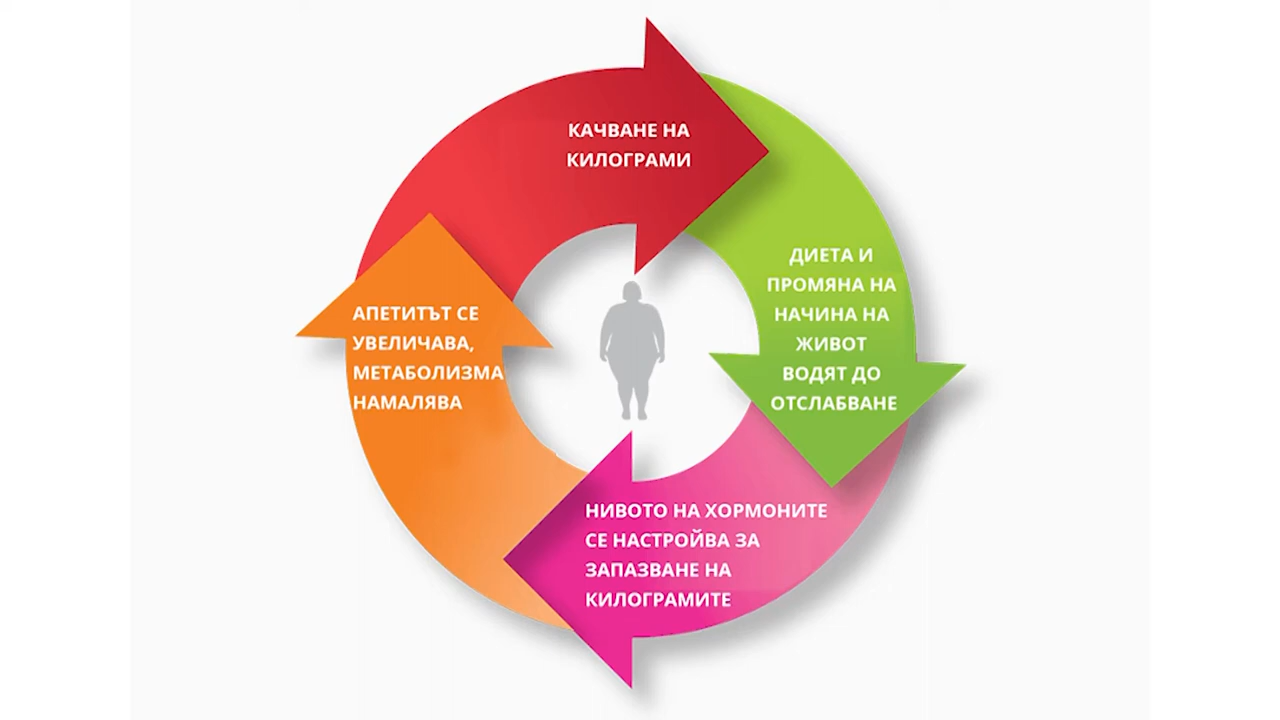 КАЧВАНЕ НА
КИЛОГРАМИ
ДИЕТА И
ПРОМЯНА НА
НАЧИНА НА
ЖИВОТ
ВОДЯТ ДО
ОТСЛАБВАНЕ
НИВОТО НА ХОРМОНИТЕ
СЕ НАСТРОЙВА ЗА
ЗАПАЗВАНЕ НА
КИЛОГРАМИТЕ
АПЕТИТЪТ СЕ
УВЕЛИЧАВА,
МЕТАБОЛИЗМА
НАМАЛЯВА